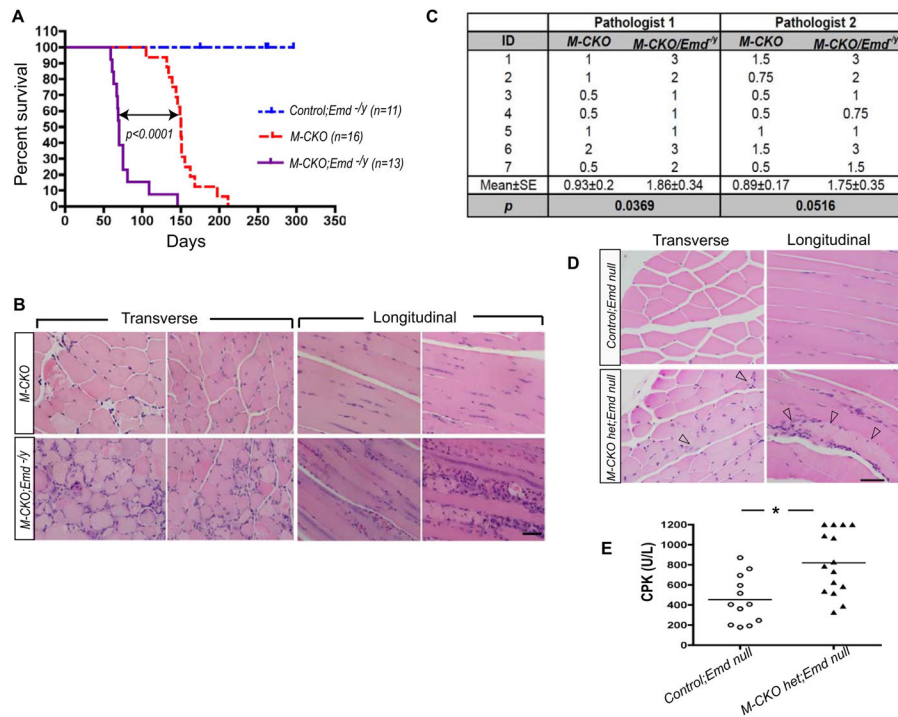 A
Percent survival
110
100
90
80
70
60
50
40
30
20
10
0
0 50 100 150 200 250 300 350
Days
p<0.0001
Control;Emd -/y (n=11)
M-CKO (n=16)
M-CKO;Emd -/y (n=13)
B
Transverse Longitudinal
M-CKO
M-CKO;Emd -/y
C
Pathologist 1 Pathologist 2
ID M-CKO M-CKO/Emd-/y M-CKO M-CKO/Emd-/y
1 1 3 1.5 3
2 1 2 0.75 2
3 0.5 1 0.5 1
4 0.5 1 0.5 0.75
5 1 1 1 1
6 2 3 1.5 3
7 0.5 2 0.5 1.5
Mean±SE 0.93±0.2 1.86±0.34 0.89±0.17 1.75±0.35
p 0.0369 0.0516
D
Transverse Longitudinal
Control;Emd null
M-CKO het;Emd null
E
*
CPK (U/L)
1200
1000
800
600
400
200
0
Control;Emd null
M-CKO het;Emd null